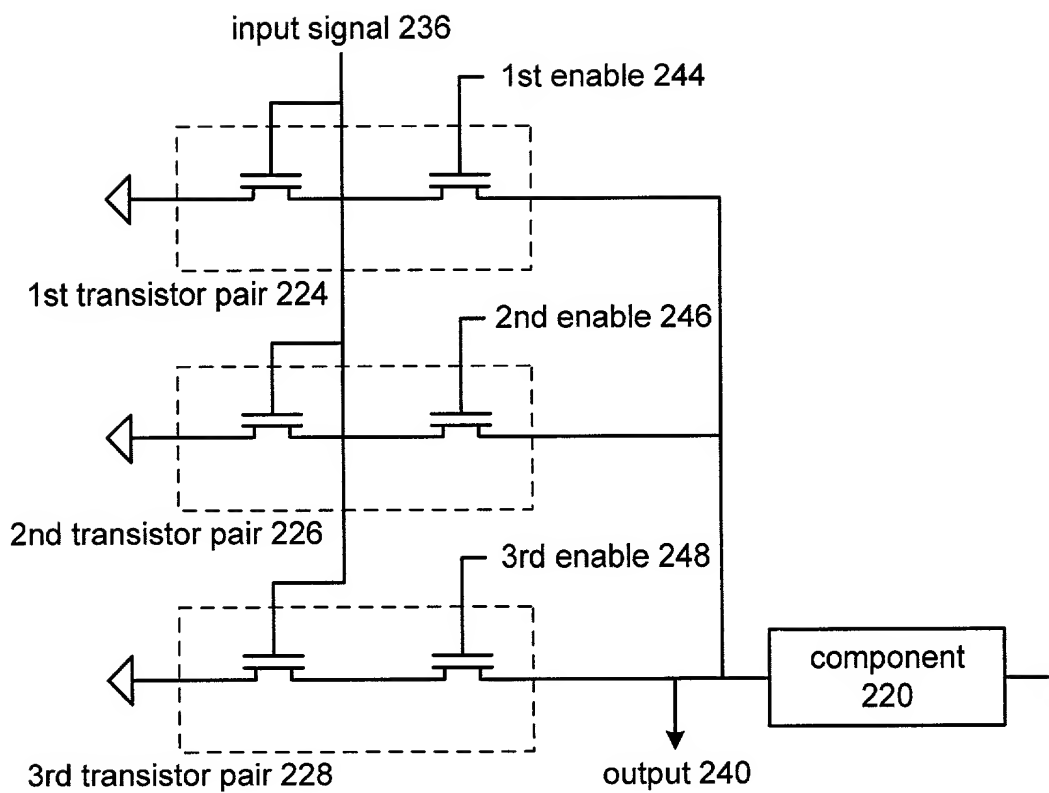 input signal 236
1st enable 244
1st transistor pair 224
2nd enable 246
2nd transistor pair 226
3rd enable 248
component
220
3rd transistor pair 228
output 240